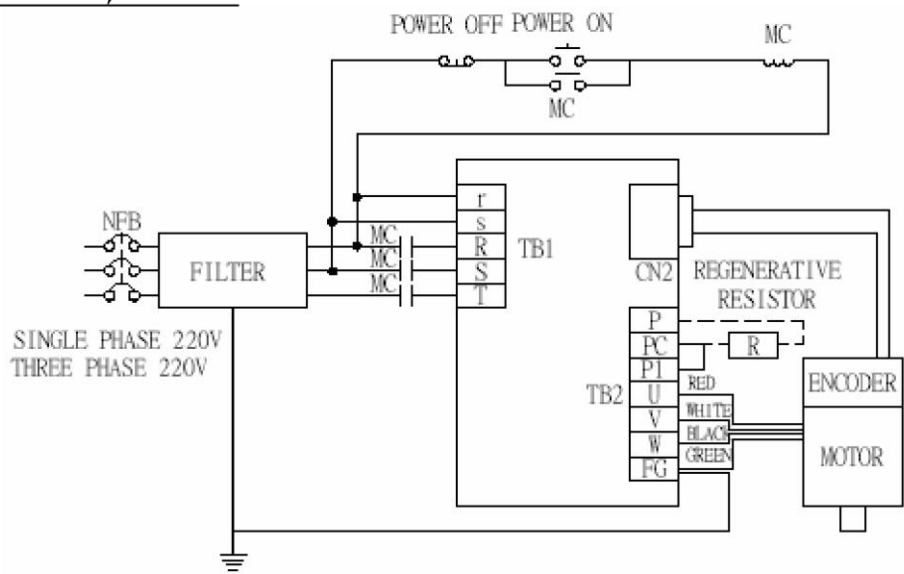 POWER OFF POWER ON
MC
MC
NFB
FILTER
SINGLE PHASE 220V
THREE PHASE 220V
MC
MC
MC
r
s
R
S
T
TB1
CN2
REGENERATIVE
RESISTOR
R
TB2
P
PC
P1
U
V
W
FG
RED
WHITE
BLACK
GREEN
ENCODER
MOTOR